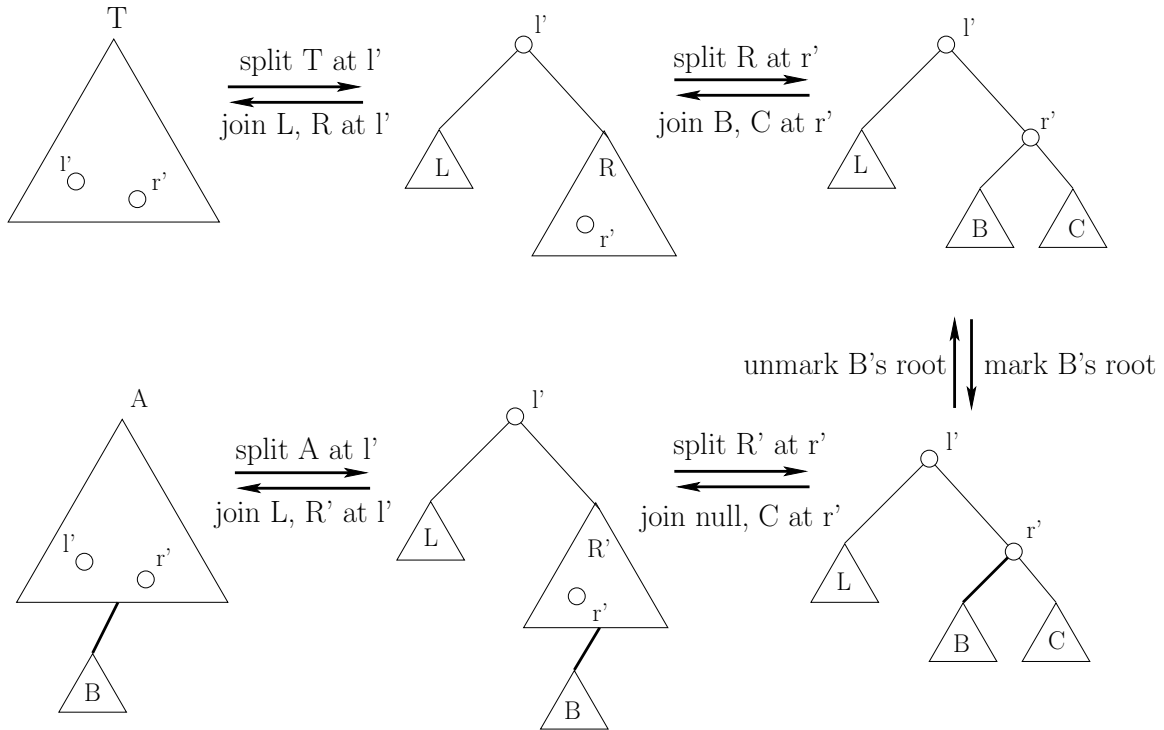 T
l'
r'
split T at l'
join L, R at l'
l'
L
R
r'
split R at r'
join B, C at r'
l'
r'
L
B
C
unmark B's root
mark B's root
A
l'
r'
B
split A at l'
join L, R' at l'
l'
L
R'
r'
B
split R' at r'
join null, C at r'
l'
r'
L
B
C